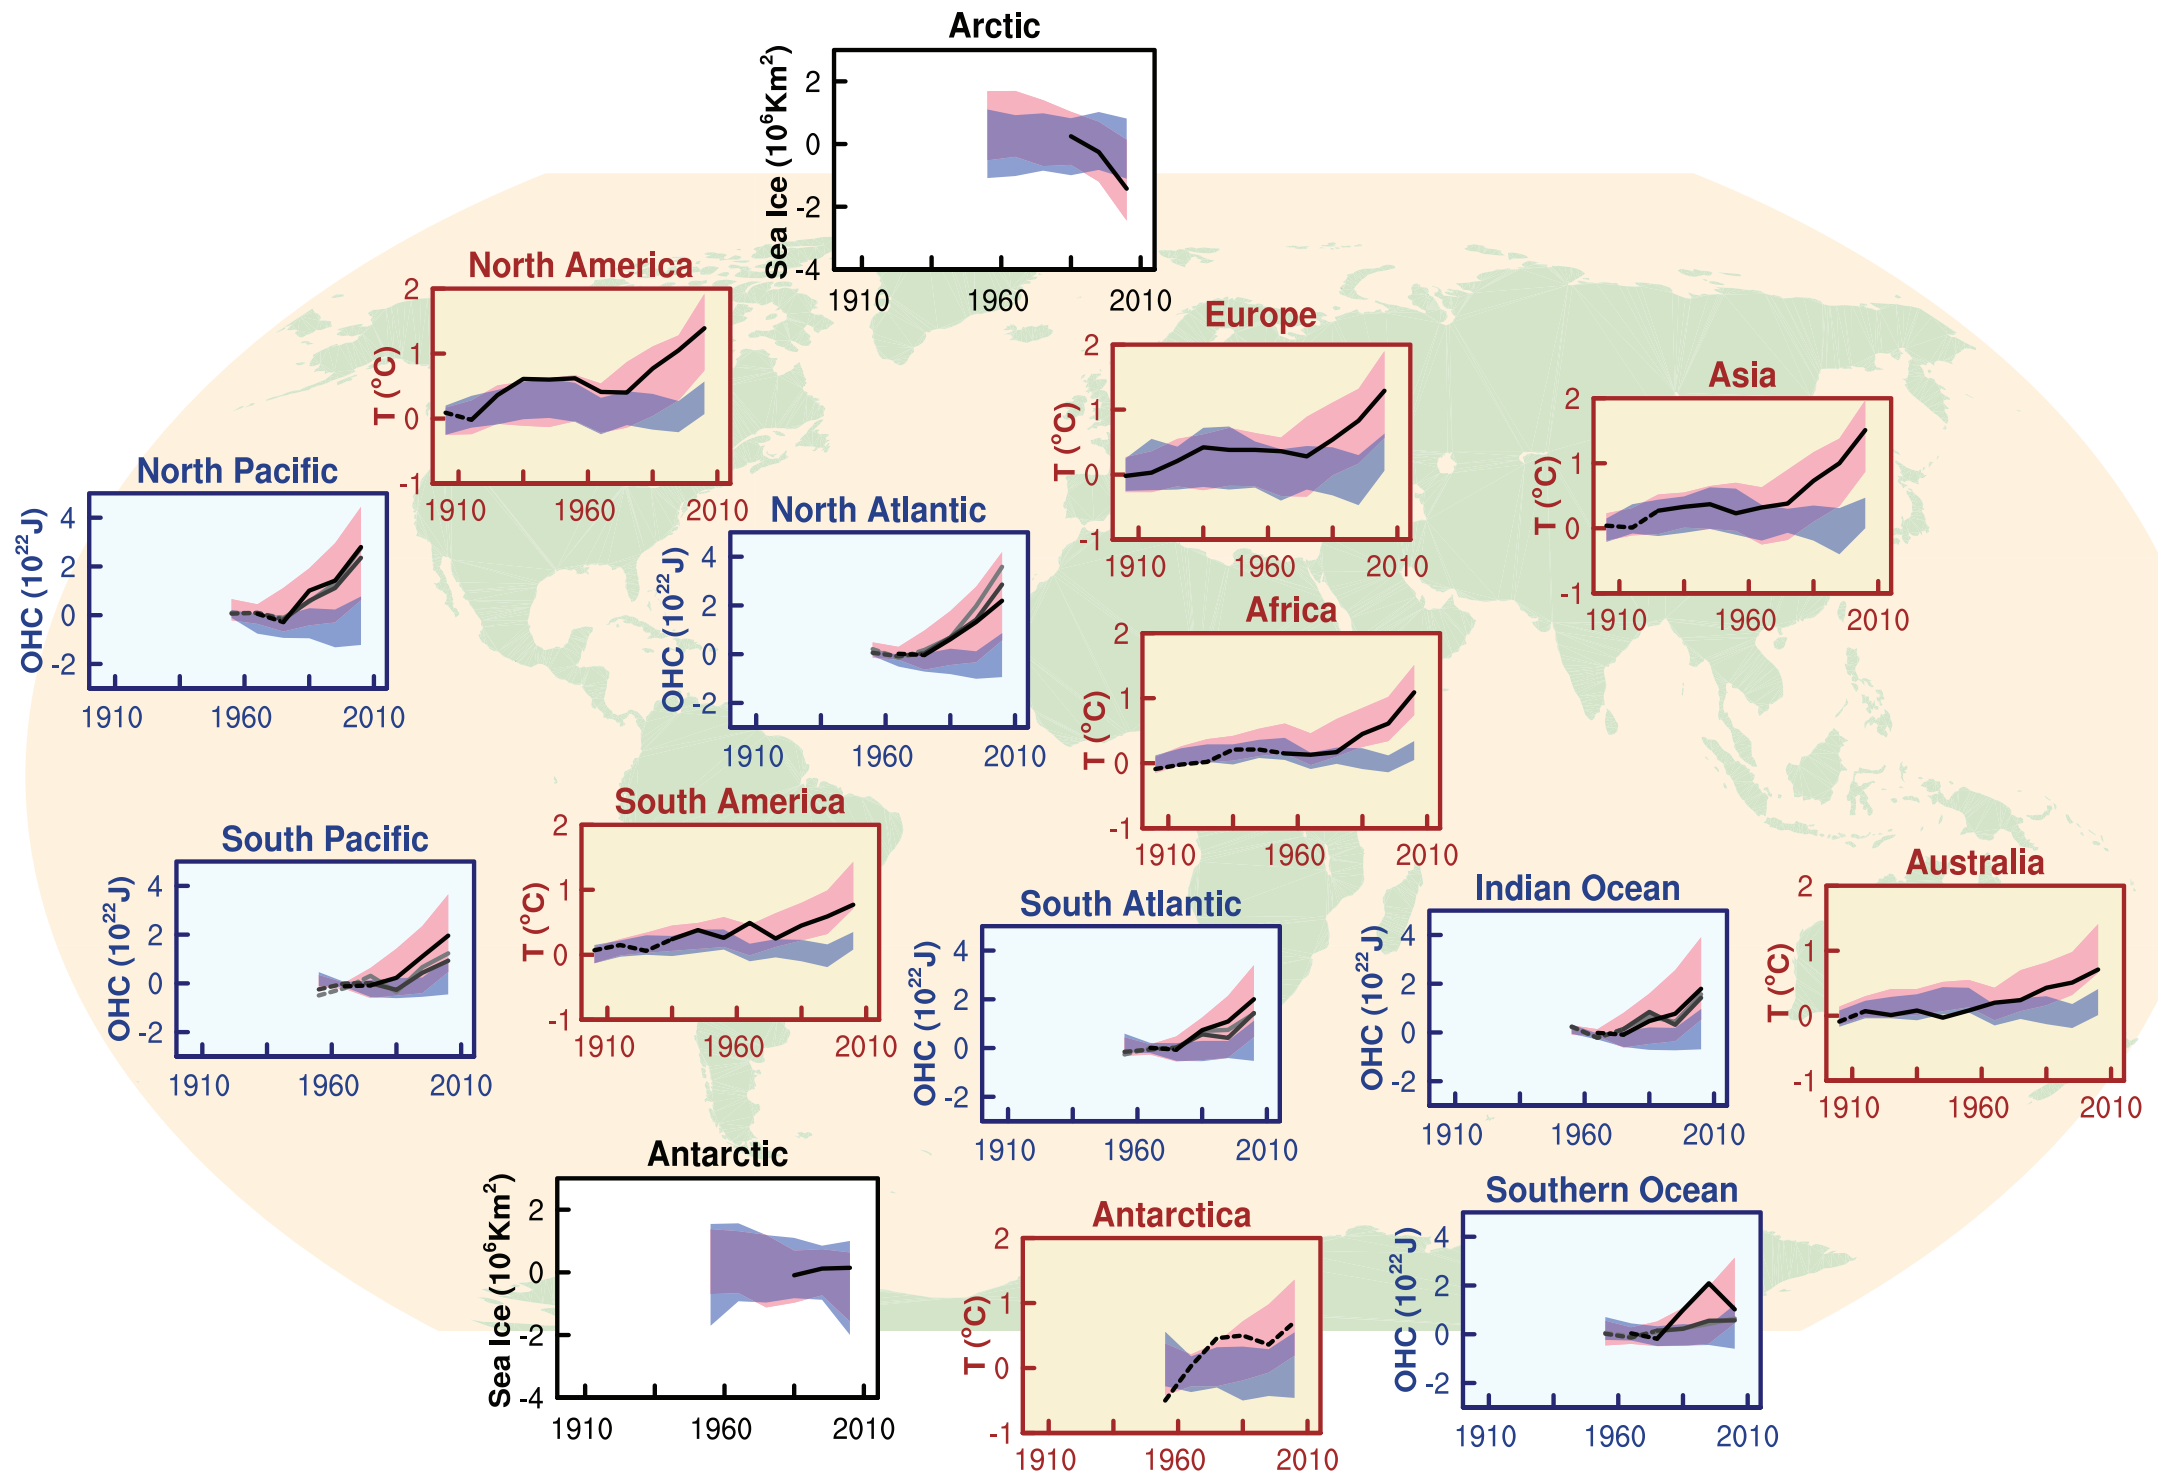 Arctic
Sea Ice (10⁶Km²)
2
0
-2
-4
1910 1960 2010
North America
T (°C)
2
1
0
-1
1910 1960 2010
Europe
T (°C)
2
1
0
-1
1910 1960 2010
Asia
T (°C)
2
1
0
-1
1910 1960 2010
North Pacific
OHC (10²²J)
4
2
0
-2
1910 1960 2010
North Atlantic
OHC (10²²J)
4
2
0
-2
1910 1960 2010
Africa
T (°C)
2
1
0
-1
1910 1960 2010
South America
T (°C)
2
1
0
-1
1910 1960 2010
South Pacific
OHC (10²²J)
4
2
0
-2
1910 1960 2010
South Atlantic
OHC (10²²J)
4
2
0
-2
1910 1960 2010
Indian Ocean
OHC (10²²J)
4
2
0
-2
1910 1960 2010
Australia
T (°C)
2
1
0
-1
1910 1960 2010
Antarctic
Sea Ice (10⁶Km²)
2
0
-2
-4
1910 1960 2010
Antarctica
T (°C)
2
1
0
-1
1910 1960 2010
Southern Ocean
OHC (10²²J)
4
2
0
-2
1910 1960 2010